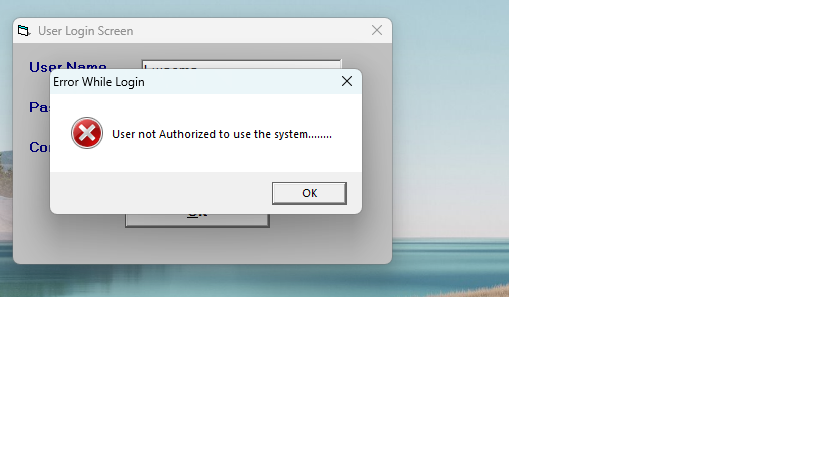 User Login Screen
User Name
Error While Login
User not Authorized to use the system........
OK